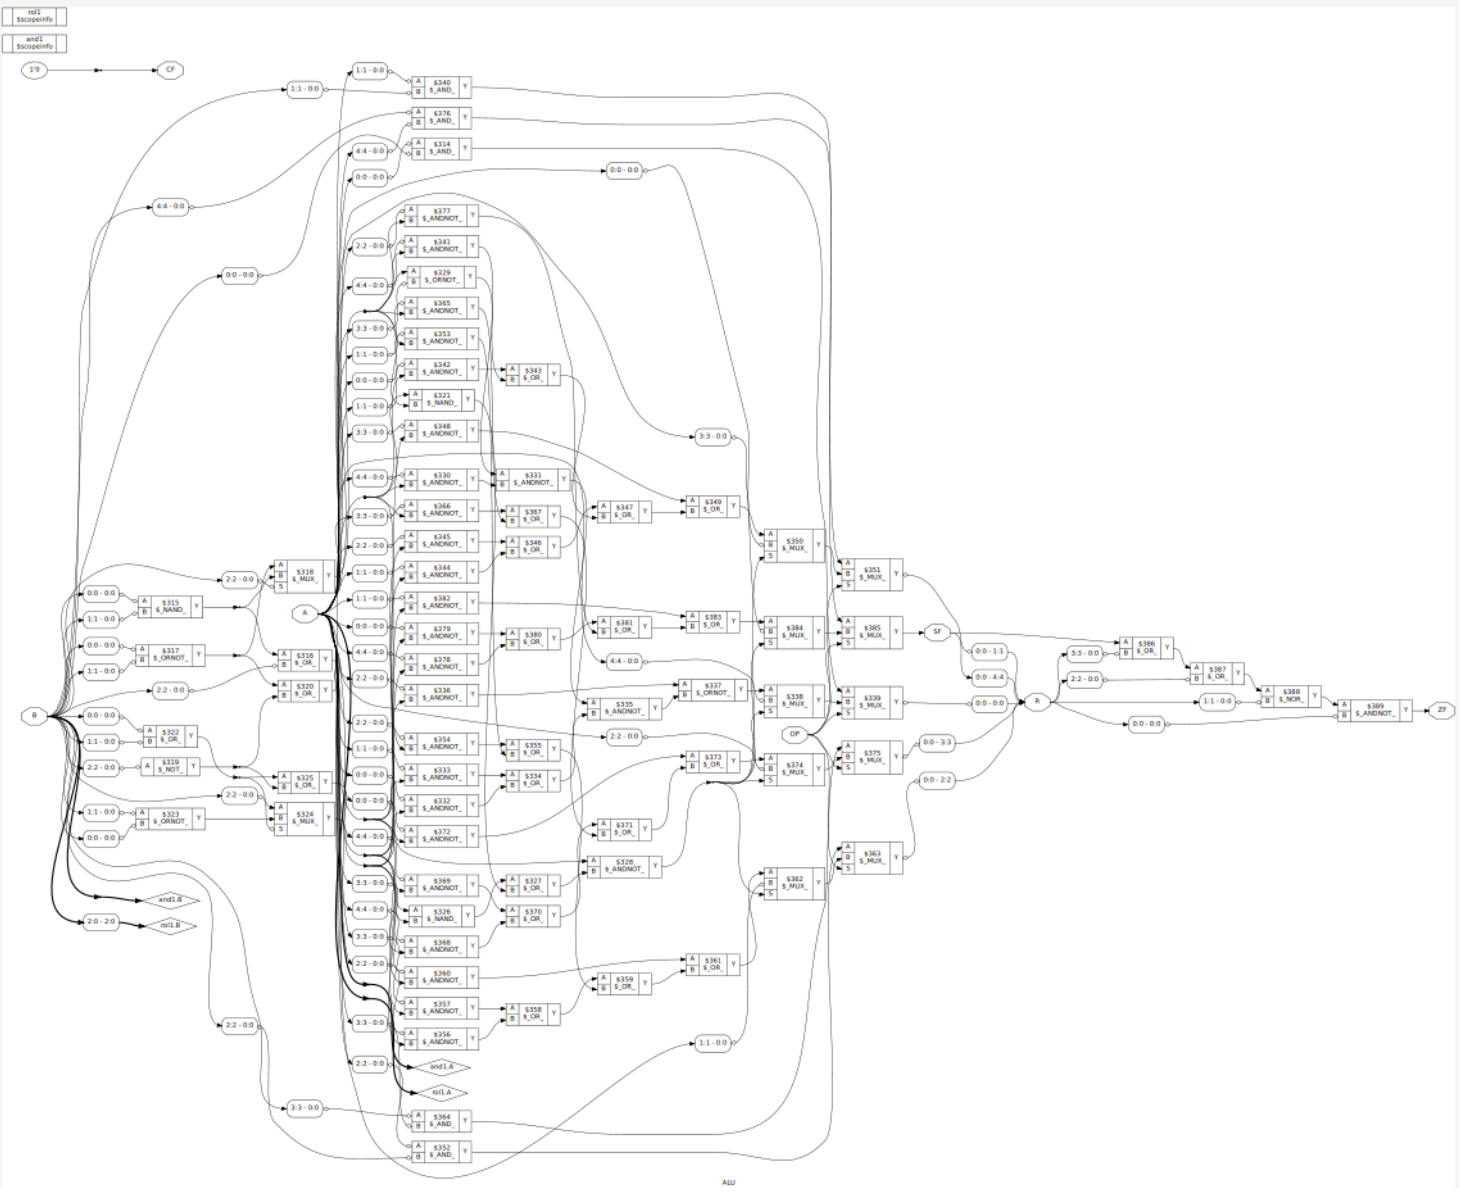 rol1
$scopeinfo
and1
$scopeinfo
1'0
CF
1:1 - 0:0
1:1 - 0:0
A
B
$340
$_AND_
Y
A
B
$376
$_AND_
Y
4:4 - 0:0
A
B
$314
$_AND_
Y
0:0 - 0:0
0:0 - 0:0
4:4 - 0:0
A
B
$377
$_ANDNOT_
Y
2:2 - 0:0
A
B
$341
$_ANDNOT_
Y
0:0 - 0:0
4:4 - 0:0
A
B
$329
$_ORNOT_
Y
A
B
$365
$_ANDNOT_
Y
3:3 - 0:0
A
B
$353
$_ANDNOT_
Y
1:1 - 0:0
A
B
$342
$_ANDNOT_
Y
A
B
$343
$_OR_
Y
0:0 - 0:0
1:1 - 0:0
A
B
$321
$_NAND_
Y
3:3 - 0:0
A
B
$348
$_ANDNOT_
Y
3:3 - 0:0
4:4 - 0:0
A
B
$330
$_ANDNOT_
Y
A
B
$331
$_ANDNOT_
Y
3:3 - 0:0
A
B
$366
$_ANDNOT_
Y
A
B
$367
$_OR_
Y
A
B
$347
$_OR_
Y
A
B
$349
$_OR_
Y
2:2 - 0:0
A
B
$345
$_ANDNOT_
Y
A
B
$346
$_OR_
Y
A
B
S
$350
$_MUX_
Y
1:1 - 0:0
A
B
$344
$_ANDNOT_
Y
A
B
S
$351
$_MUX_
Y
2:2 - 0:0
A
B
S
$318
$_MUX_
Y
0:0 - 0:0
1:1 - 0:0
A
B
$315
$_NAND_
Y
A
1:1 - 0:0
A
B
$382
$_ANDNOT_
Y
A
B
$383
$_OR_
Y
0:0 - 0:0
A
B
$379
$_ANDNOT_
Y
A
B
$380
$_OR_
Y
A
B
$381
$_OR_
Y
A
B
S
$384
$_MUX_
Y
A
B
S
$385
$_MUX_
Y
SF
0:0 - 0:0
1:1 - 0:0
A
B
$317
$_ORNOT_
Y
A
B
$316
$_OR_
Y
4:4 - 0:0
A
B
$378
$_ANDNOT_
Y
4:4 - 0:0
0:0 - 1:1
0:0 - 4:4
3:3 - 0:0
A
B
$386
$_OR_
Y
2:2 - 0:0
A
B
$387
$_OR_
Y
2:2 - 0:0
A
B
$320
$_OR_
Y
2:2 - 0:0
A
B
$336
$_ANDNOT_
Y
A
B
$337
$_ORNOT_
Y
A
B
$335
$_ANDNOT_
Y
A
B
S
$338
$_MUX_
Y
A
B
S
$339
$_MUX_
Y
0:0 - 0:0
R
1:1 - 0:0
A
B
$388
$_NOR_
Y
A
B
$389
$_ANDNOT_
Y
ZF
0:0 - 0:0
B
0:0 - 0:0
1:1 - 0:0
A
B
$322
$_OR_
Y
2:2 - 0:0
2:2 - 0:0
OP
1:1 - 0:0
A
B
$354
$_ANDNOT_
Y
A
B
$355
$_OR_
Y
0:0 - 3:3
2:2 - 0:0
A
$319
$_NOT_
Y
A
B
$325
$_OR_
Y
0:0 - 0:0
A
B
$333
$_ANDNOT_
Y
A
B
$334
$_OR_
Y
A
B
$373
$_OR_
Y
A
B
S
$374
$_MUX_
Y
A
B
S
$375
$_MUX_
Y
0:0 - 2:2
2:2 - 0:0
0:0 - 0:0
A
B
$332
$_ANDNOT_
Y
1:1 - 0:0
0:0 - 0:0
A
B
$323
$_ORNOT_
Y
A
B
S
$324
$_MUX_
Y
4:4 - 0:0
A
B
$372
$_ANDNOT_
Y
A
B
$371
$_OR_
Y
A
B
$328
$_ANDNOT_
Y
A
B
S
$363
$_MUX_
Y
3:3 - 0:0
A
B
$369
$_ANDNOT_
Y
A
B
$327
$_OR_
Y
A
B
S
$362
$_MUX_
Y
and1.B
4:4 - 0:0
A
B
$326
$_NAND_
Y
A
B
$370
$_OR_
Y
2:0 - 2:0
rol1.B
3:3 - 0:0
A
B
$368
$_ANDNOT_
Y
2:2 - 0:0
A
B
$360
$_ANDNOT_
Y
A
B
$359
$_OR_
Y
A
B
$361
$_OR_
Y
A
B
$357
$_ANDNOT_
Y
A
B
$358
$_OR_
Y
2:2 - 0:0
3:3 - 0:0
A
B
$356
$_ANDNOT_
Y
1:1 - 0:0
2:2 - 0:0
and1.A
rol1.A
3:3 - 0:0
A
B
$364
$_AND_
Y
A
B
$352
$_AND_
Y
ALU